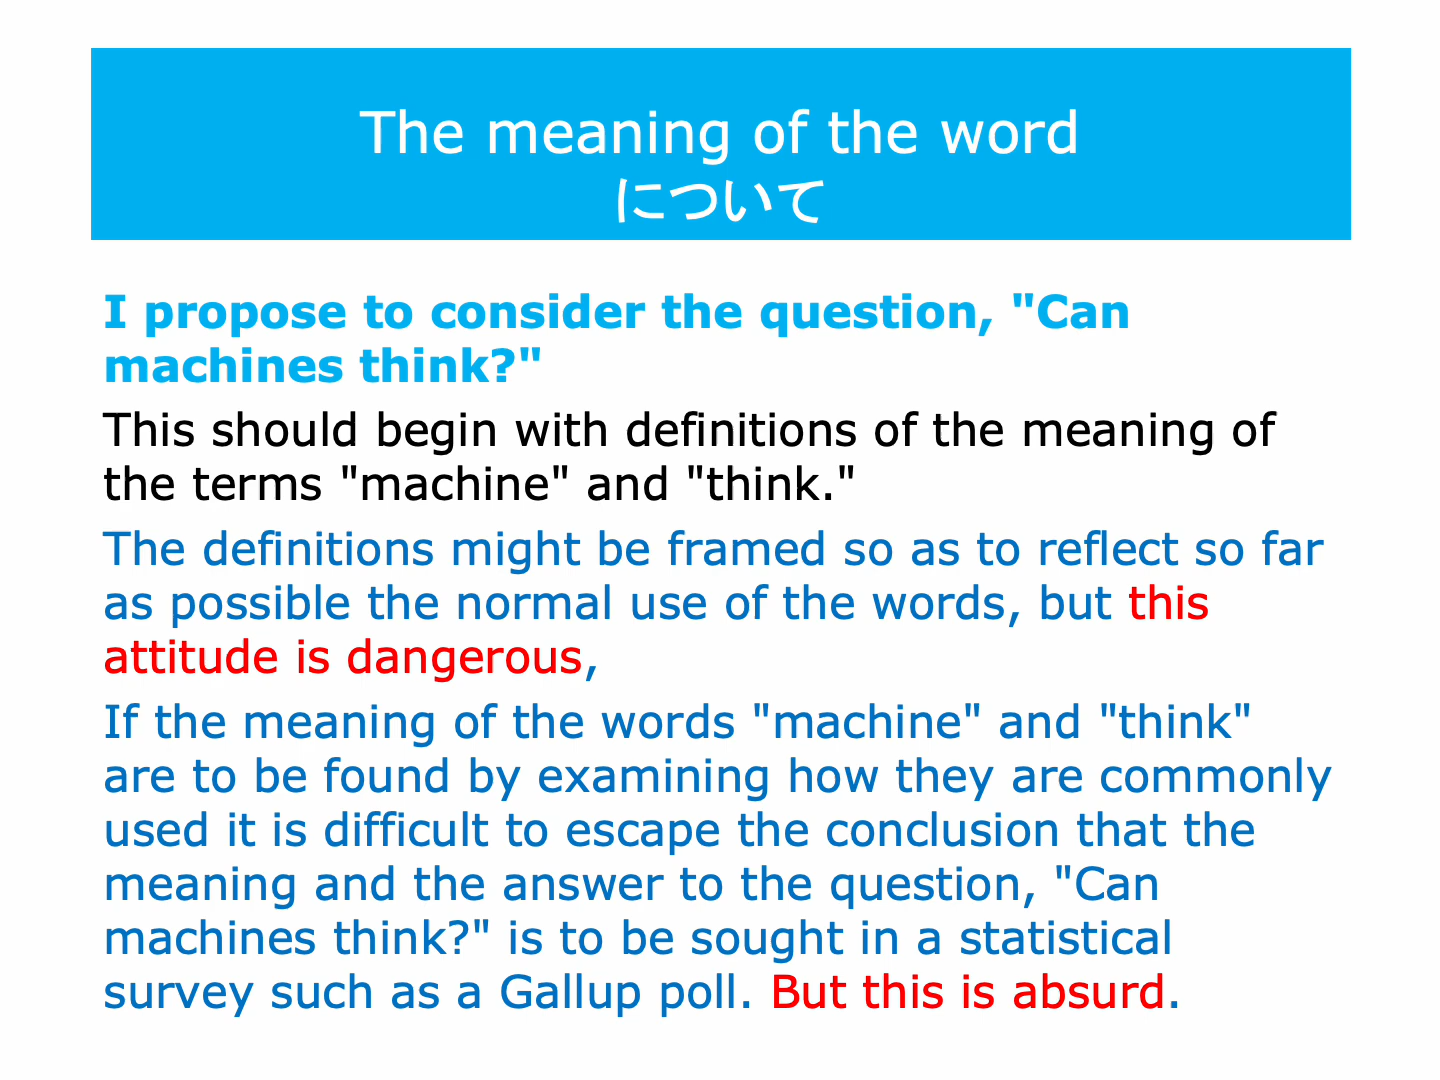 The meaning of the word
について
I propose to consider the question, "Can
machines think?"
This should begin with definitions of the meaning of
the terms "machine" and "think."
The definitions might be framed so as to reflect so far
as possible the normal use of the words, but this
attitude is dangerous,
If the meaning of the words "machine" and "think"
are to be found by examining how they are commonly
used it is difficult to escape the conclusion that the
meaning and the answer to the question, "Can
machines think?" is to be sought in a statistical
survey such as a Gallup poll. But this is absurd.